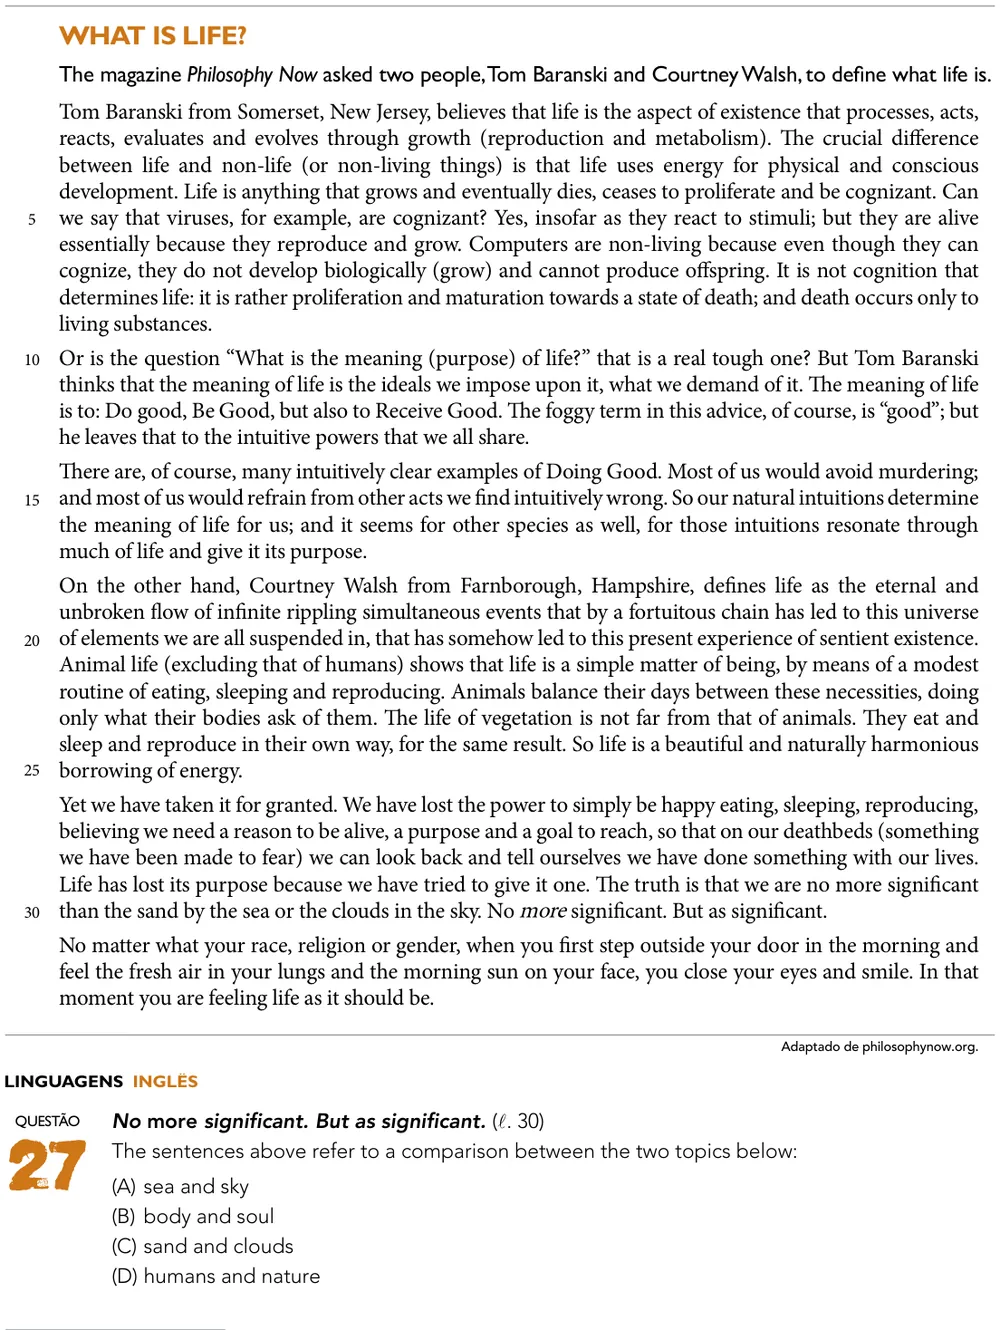 WHAT IS LIFE?
The magazine Philosophy Now asked two people, Tom Baranski and Courtney Walsh, to define what life is.
Tom Baranski from Somerset, New Jersey, believes that life is the aspect of existence that processes, acts,
reacts, evaluates and evolves through growth (reproduction and metabolism). The crucial difference
between life and non-life (or non-living things) is that life uses energy for physical and conscious
development. Life is anything that grows and eventually dies, ceases to proliferate and be cognizant. Can
5 we say that viruses, for example, are cognizant? Yes, insofar as they react to stimuli; but they are alive
essentially because they reproduce and grow. Computers are non-living because even though they can
cognize, they do not develop biologically (grow) and cannot produce offspring. It is not cognition that
determines life: it is rather proliferation and maturation towards a state of death; and death occurs only to
living substances.
10 Or is the question “What is the meaning (purpose) of life?” that is a real tough one? But Tom Baranski
thinks that the meaning of life is the ideals we impose upon it, what we demand of it. The meaning of life
is to: Do good, Be Good, but also to Receive Good. The foggy term in this advice, of course, is “good”; but
he leaves that to the intuitive powers that we all share.
There are, of course, many intuitively clear examples of Doing Good. Most of us would avoid murdering;
15 and most of us would refrain from other acts we find intuitively wrong. So our natural intuitions determine
the meaning of life for us; and it seems for other species as well, for those intuitions resonate through
much of life and give it its purpose.
On the other hand, Courtney Walsh from Farnborough, Hampshire, defines life as the eternal and
unbroken flow of infinite rippling simultaneous events that by a fortuitous chain has led to this universe
20 of elements we are all suspended in, that has somehow led to this present experience of sentient existence.
Animal life (excluding that of humans) shows that life is a simple matter of being, by means of a modest
routine of eating, sleeping and reproducing. Animals balance their days between these necessities, doing
only what their bodies ask of them. The life of vegetation is not far from that of animals. They eat and
sleep and reproduce in their own way, for the same result. So life is a beautiful and naturally harmonious
25 borrowing of energy.
Yet we have taken it for granted. We have lost the power to simply be happy eating, sleeping, reproducing,
believing we need a reason to be alive, a purpose and a goal to reach, so that on our deathbeds (something
we have been made to fear) we can look back and tell ourselves we have done something with our lives.
Life has lost its purpose because we have tried to give it one. The truth is that we are no more significant
30 than the sand by the sea or the clouds in the sky. No more significant. But as significant.
No matter what your race, religion or gender, when you first step outside your door in the morning and
feel the fresh air in your lungs and the morning sun on your face, you close your eyes and smile. In that
moment you are feeling life as it should be.
Adaptado de philosophynow.org.
LINGUAGENS INGLÊS
QUESTÃO
27
No more significant. But as significant. (ℓ. 30)
The sentences above refer to a comparison between the two topics below:
(A) sea and sky
(B) body and soul
(C) sand and clouds
(D) humans and nature